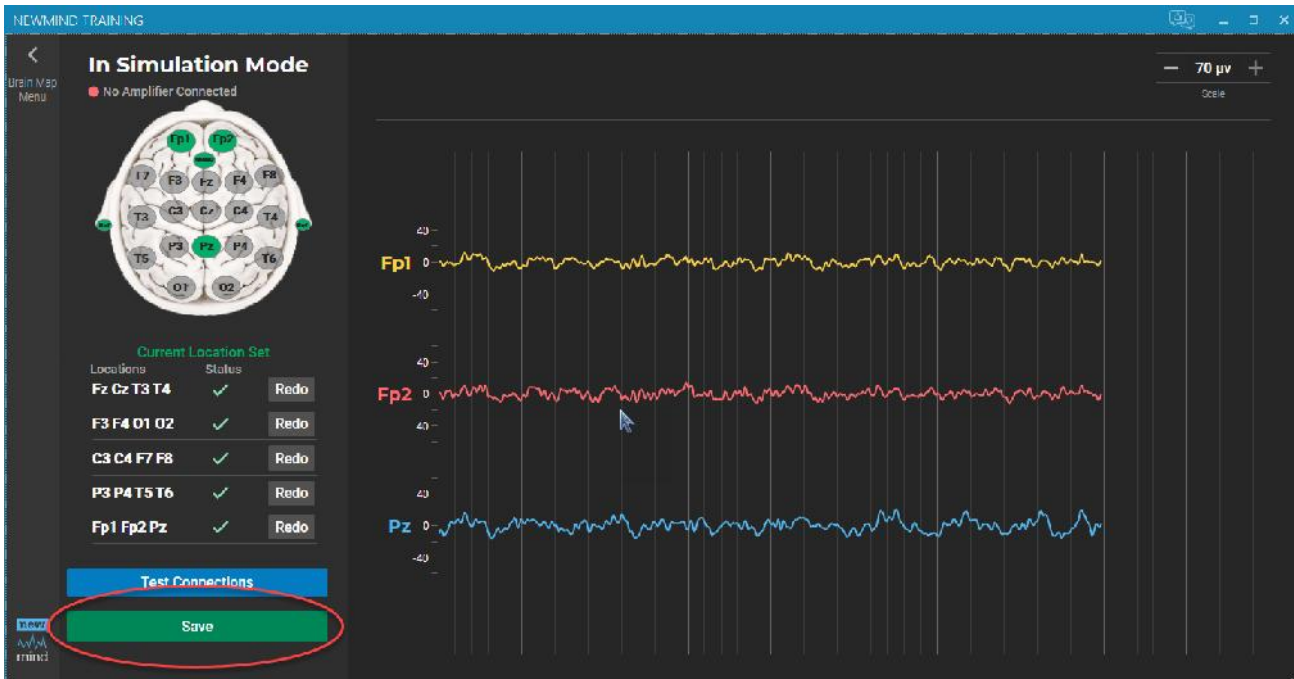 NEWMIND TRAINING
Brain Map
Menu
In Simulation Mode
No Amplifier Connected
Fp1 Fp2
T7 F3 Fz F4 F8
T3 C3 Cz C4 T4
T5 P3 Pz P4 T6
O1 O2
Current Location Set
Locations Status
Fz Cz T3 T4 Redo
F3 F4 O1 O2 Redo
C3 C4 F7 F8 Redo
P3 P4 T5 T6 Redo
Fp1 Fp2 Pz Redo
Test Connections
Save
new
mind
70 µv
Scale
40
Fp1 0
-40
40
Fp2 0
40
40
Pz 0
-40